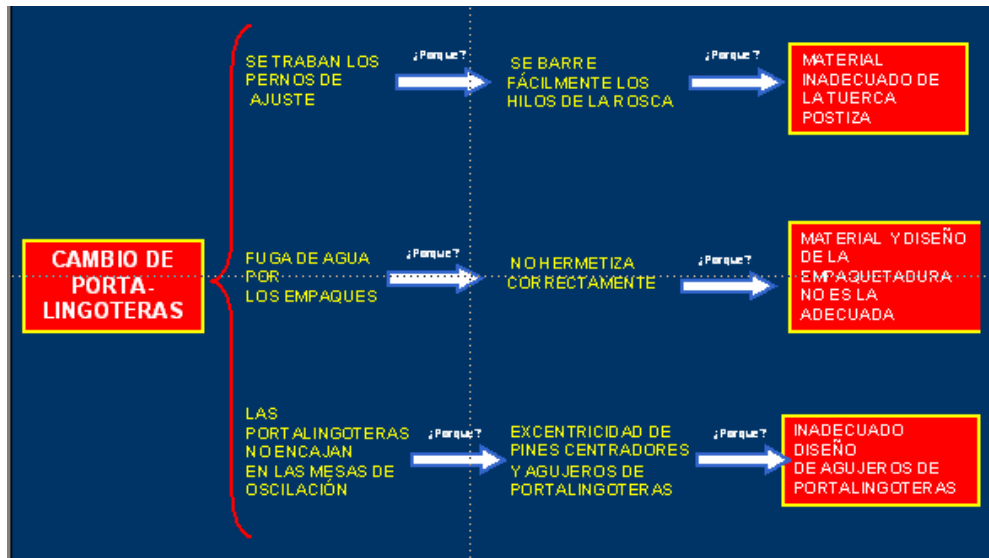 CAMBIO DE
PORTA-
LINGOTERAS
SE TRABAN LOS
PERNOS DE
AJUSTE
¿Porque?
SE BARRE
FÁCILMENTE LOS
HILOS DE LA ROSCA
¿Porque?
MATERIAL
INADECUADO DE
LA TUERCA
POSTIZA
FUGA DE AGUA
POR
LOS EMPAQUES
¿Porque?
NO HERMETIZA
CORRECTAMENTE
¿Porque?
MATERIAL Y DISEÑO
DE LA
EMPAQUETADURA
NO ES LA
ADECUADA
LAS
PORTALINGOTERAS
NO ENCAJAN
EN LAS MESAS DE
OSCILACIÓN
¿Porque?
EXCENTRICIDAD DE
PINES CENTRADORES
Y AGUJEROS DE
PORTALINGOTERAS
¿Porque?
INADECUADO
DISEÑO
DE AGUJEROS DE
PORTALINGOTERAS